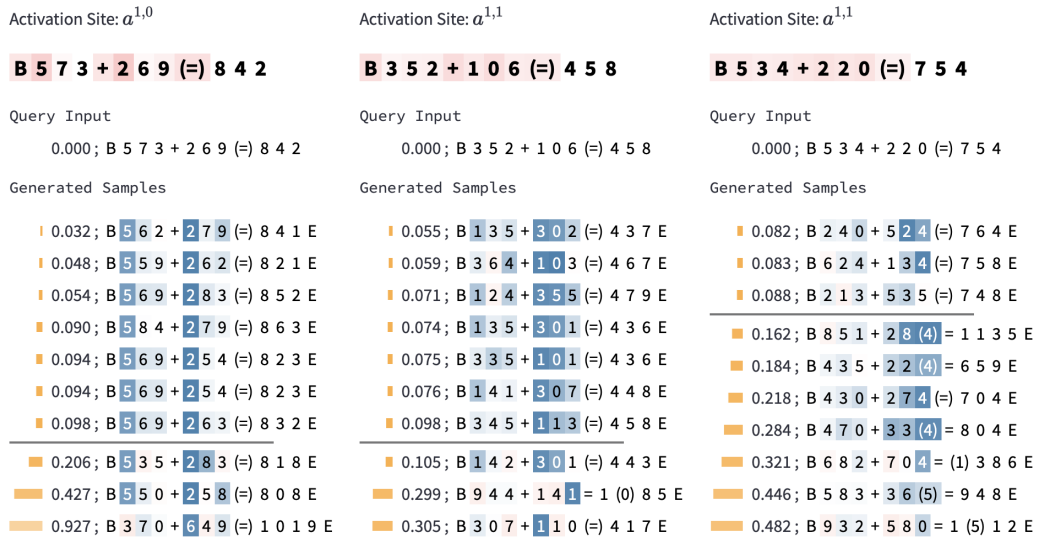 Activation Site: a^{1,0}
B 5 7 3 + 2 6 9 (=) 8 4 2
Query Input
0.000 ; B 5 7 3 + 2 6 9 (=) 8 4 2
Generated Samples
0.032 ; B 5 6 2 + 2 7 9 (=) 8 4 1 E
0.048 ; B 5 5 9 + 2 6 2 (=) 8 2 1 E
0.054 ; B 5 6 9 + 2 8 3 (=) 8 5 2 E
0.090 ; B 5 8 4 + 2 7 9 (=) 8 6 3 E
0.094 ; B 5 6 9 + 2 5 4 (=) 8 2 3 E
0.094 ; B 5 6 9 + 2 5 4 (=) 8 2 3 E
0.098 ; B 5 6 9 + 2 6 3 (=) 8 3 2 E
0.206 ; B 5 3 5 + 2 8 3 (=) 8 1 8 E
0.427 ; B 5 5 0 + 2 5 8 (=) 8 0 8 E
0.927 ; B 3 7 0 + 6 4 9 (=) 1 0 1 9 E
Activation Site: a^{1,1}
B 3 5 2 + 1 0 6 (=) 4 5 8
Query Input
0.000 ; B 3 5 2 + 1 0 6 (=) 4 5 8
Generated Samples
0.055 ; B 1 3 5 + 3 0 2 (=) 4 3 7 E
0.059 ; B 3 6 4 + 1 0 3 (=) 4 6 7 E
0.071 ; B 1 2 4 + 3 5 5 (=) 4 7 9 E
0.074 ; B 1 3 5 + 3 0 1 (=) 4 3 6 E
0.075 ; B 3 3 5 + 1 0 1 (=) 4 3 6 E
0.076 ; B 1 4 1 + 3 0 7 (=) 4 4 8 E
0.098 ; B 3 4 5 + 1 1 3 (=) 4 5 8 E
0.105 ; B 1 4 2 + 3 0 1 (=) 4 4 3 E
0.299 ; B 9 4 4 + 1 4 1 = 1 (0) 8 5 E
0.305 ; B 3 0 7 + 1 1 0 (=) 4 1 7 E
Activation Site: a^{1,1}
B 5 3 4 + 2 2 0 (=) 7 5 4
Query Input
0.000 ; B 5 3 4 + 2 2 0 (=) 7 5 4
Generated Samples
0.082 ; B 2 4 0 + 5 2 4 (=) 7 6 4 E
0.083 ; B 6 2 4 + 1 3 4 (=) 7 5 8 E
0.088 ; B 2 1 3 + 5 3 5 (=) 7 4 8 E
0.162 ; B 8 5 1 + 2 8 (4) = 1 1 3 5 E
0.184 ; B 4 3 5 + 2 2 (4) = 6 5 9 E
0.218 ; B 4 3 0 + 2 7 4 (=) 7 0 4 E
0.284 ; B 4 7 0 + 3 3 (4) = 8 0 4 E
0.321 ; B 6 8 2 + 7 0 4 = (1) 3 8 6 E
0.446 ; B 5 8 3 + 3 6 (5) = 9 4 8 E
0.482 ; B 9 3 2 + 5 8 0 = 1 (5) 1 2 E